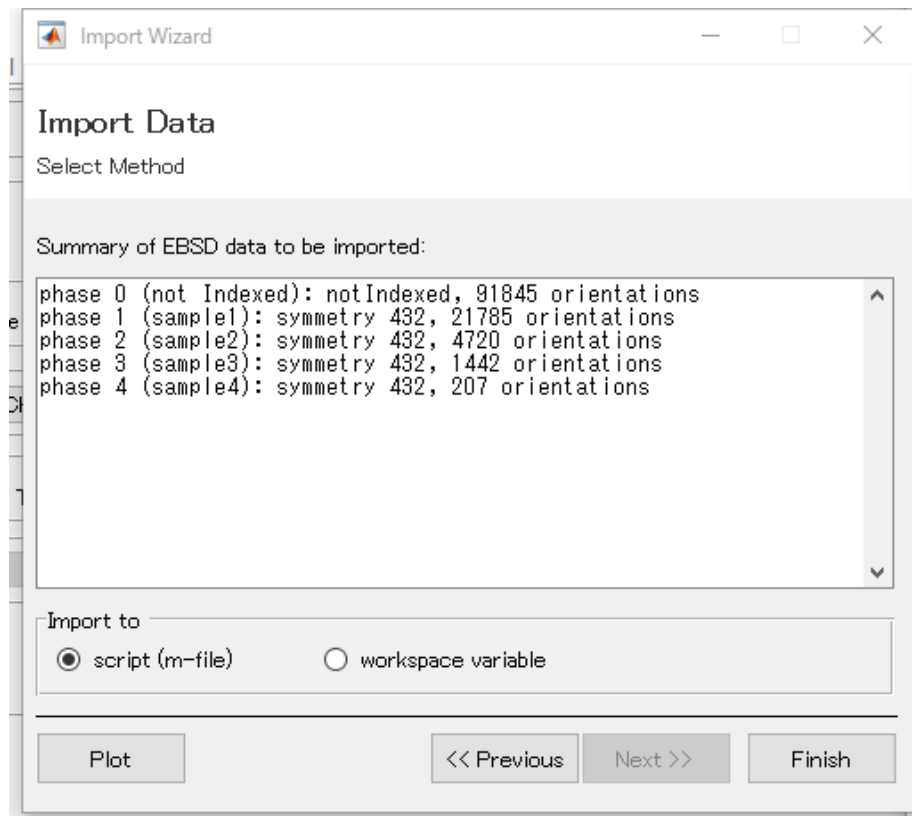 Import Wizard
Import Data
Select Method
Summary of EBSD data to be imported:
phase 0 (not Indexed): notIndexed, 91845 orientations
phase 1 (sample1): symmetry 432, 21785 orientations
phase 2 (sample2): symmetry 432, 4720 orientations
phase 3 (sample3): symmetry 432, 1442 orientations
phase 4 (sample4): symmetry 432, 207 orientations
Import to
script (m-file) workspace variable
Plot << Previous Next >> Finish